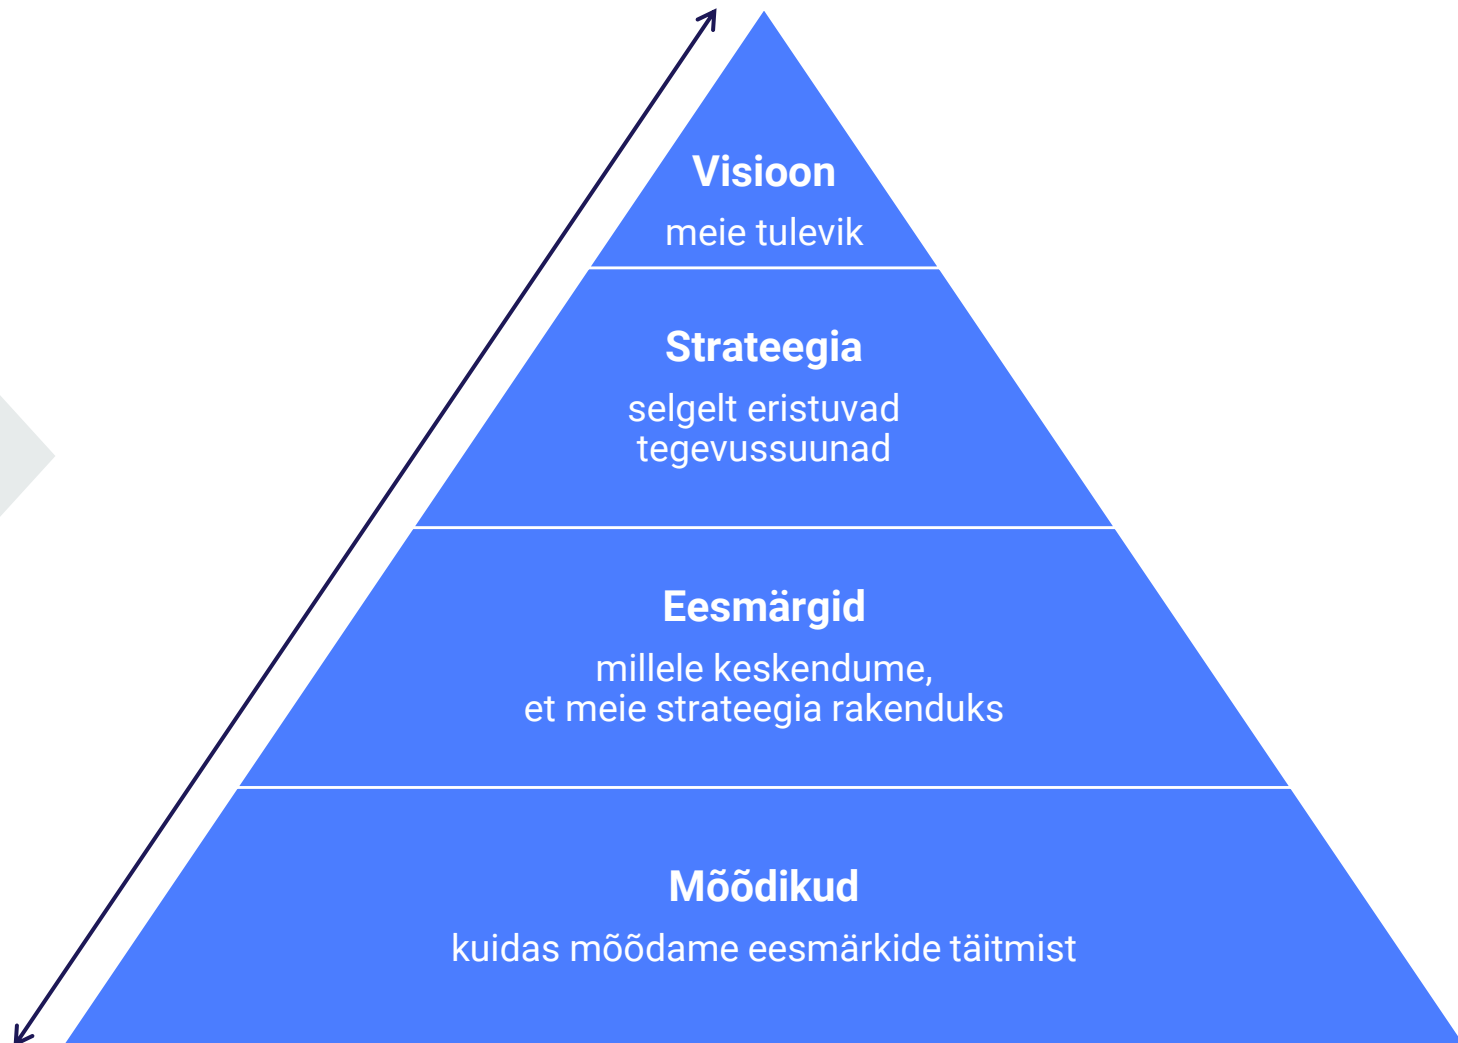 Visioon
meie tulevik
Strateegia
selgelt eristuvad
tegevussuunad
Eesmärgid
millele keskendume,
et meie strateegia rakenduks
Mõõdikud
kuidas mõõdame eesmärkide täitmist